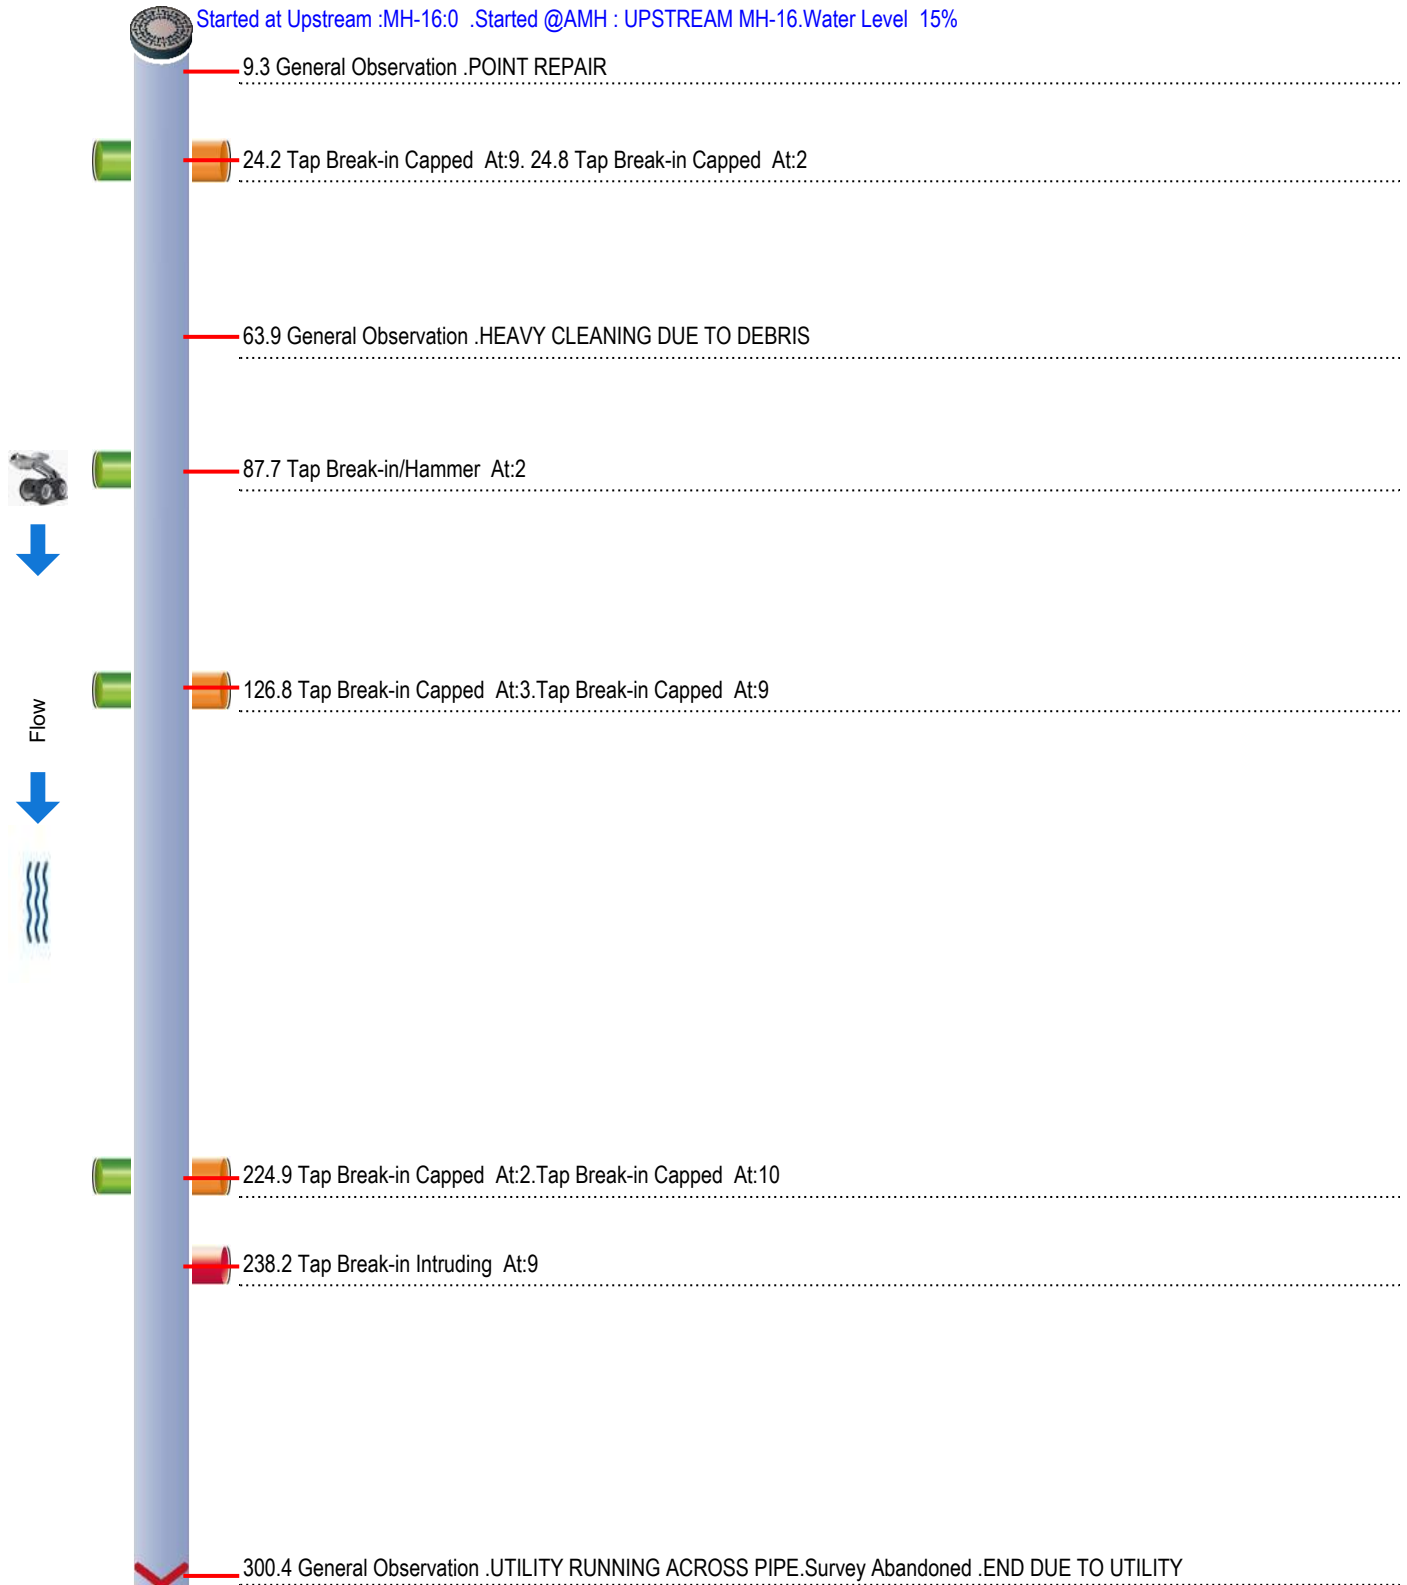 Started at Upstream :MH-16:0 .Started @AMH : UPSTREAM MH-16.Water Level 15%
9.3 General Observation .POINT REPAIR
24.2 Tap Break-in Capped At:9. 24.8 Tap Break-in Capped At:2
63.9 General Observation .HEAVY CLEANING DUE TO DEBRIS
87.7 Tap Break-in/Hammer At:2
126.8 Tap Break-in Capped At:3.Tap Break-in Capped At:9
Flow
224.9 Tap Break-in Capped At:2.Tap Break-in Capped At:10
238.2 Tap Break-in Intruding At:9
300.4 General Observation .UTILITY RUNNING ACROSS PIPE.Survey Abandoned .END DUE TO UTILITY